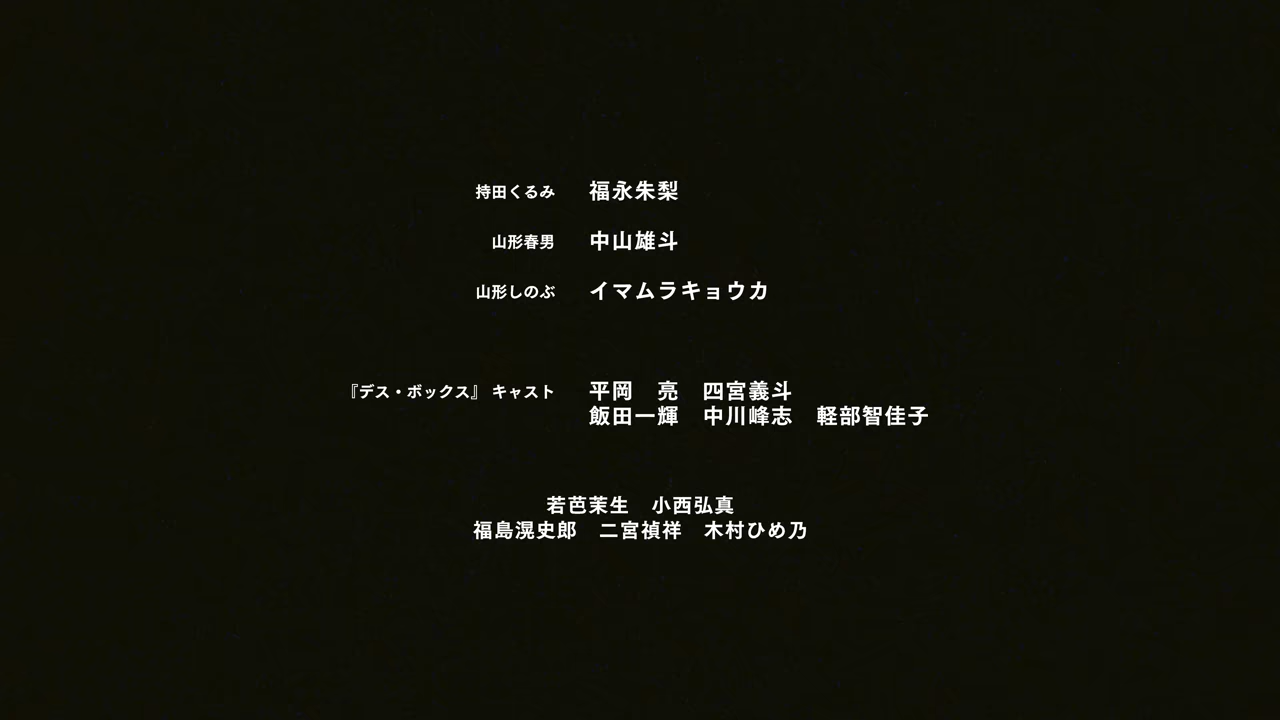 持田くるみ　福永朱梨
山形春男　中山雄斗
山形しのぶ　イマムラキョウカ
『デス・ボックス』 キャスト　平岡　亮　四宮義斗
飯田一輝　中川峰志　軽部智佳子
若芭茉生　小西弘真
福島滉史郎　二宮禎祥　木村ひめ乃